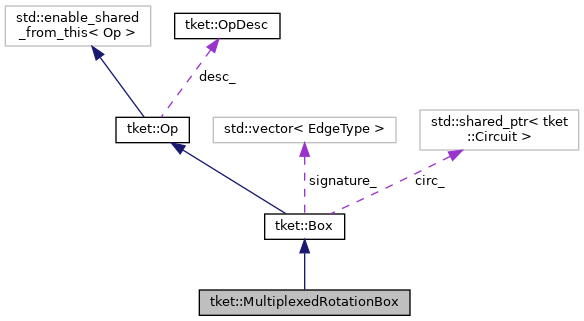 std::enable_shared
_from_this< Op >
tket::OpDesc
desc_
tket::Op
std::vector< EdgeType >
std::shared_ptr< tket
::Circuit >
signature_
circ_
tket::Box
tket::MultiplexedRotationBox